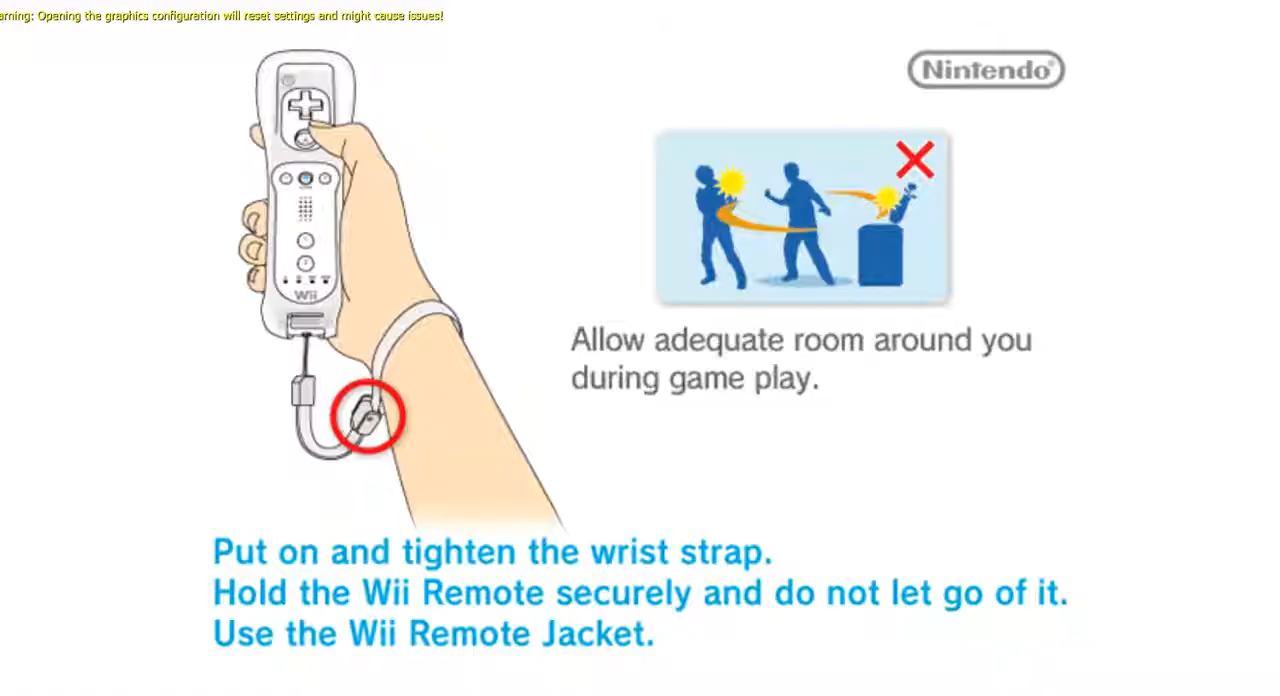 arning: Opening the graphics configuration will reset settings and might cause issues!
Nintendo®
Wii
Allow adequate room around you
during game play.
Put on and tighten the wrist strap.
Hold the Wii Remote securely and do not let go of it.
Use the Wii Remote Jacket.